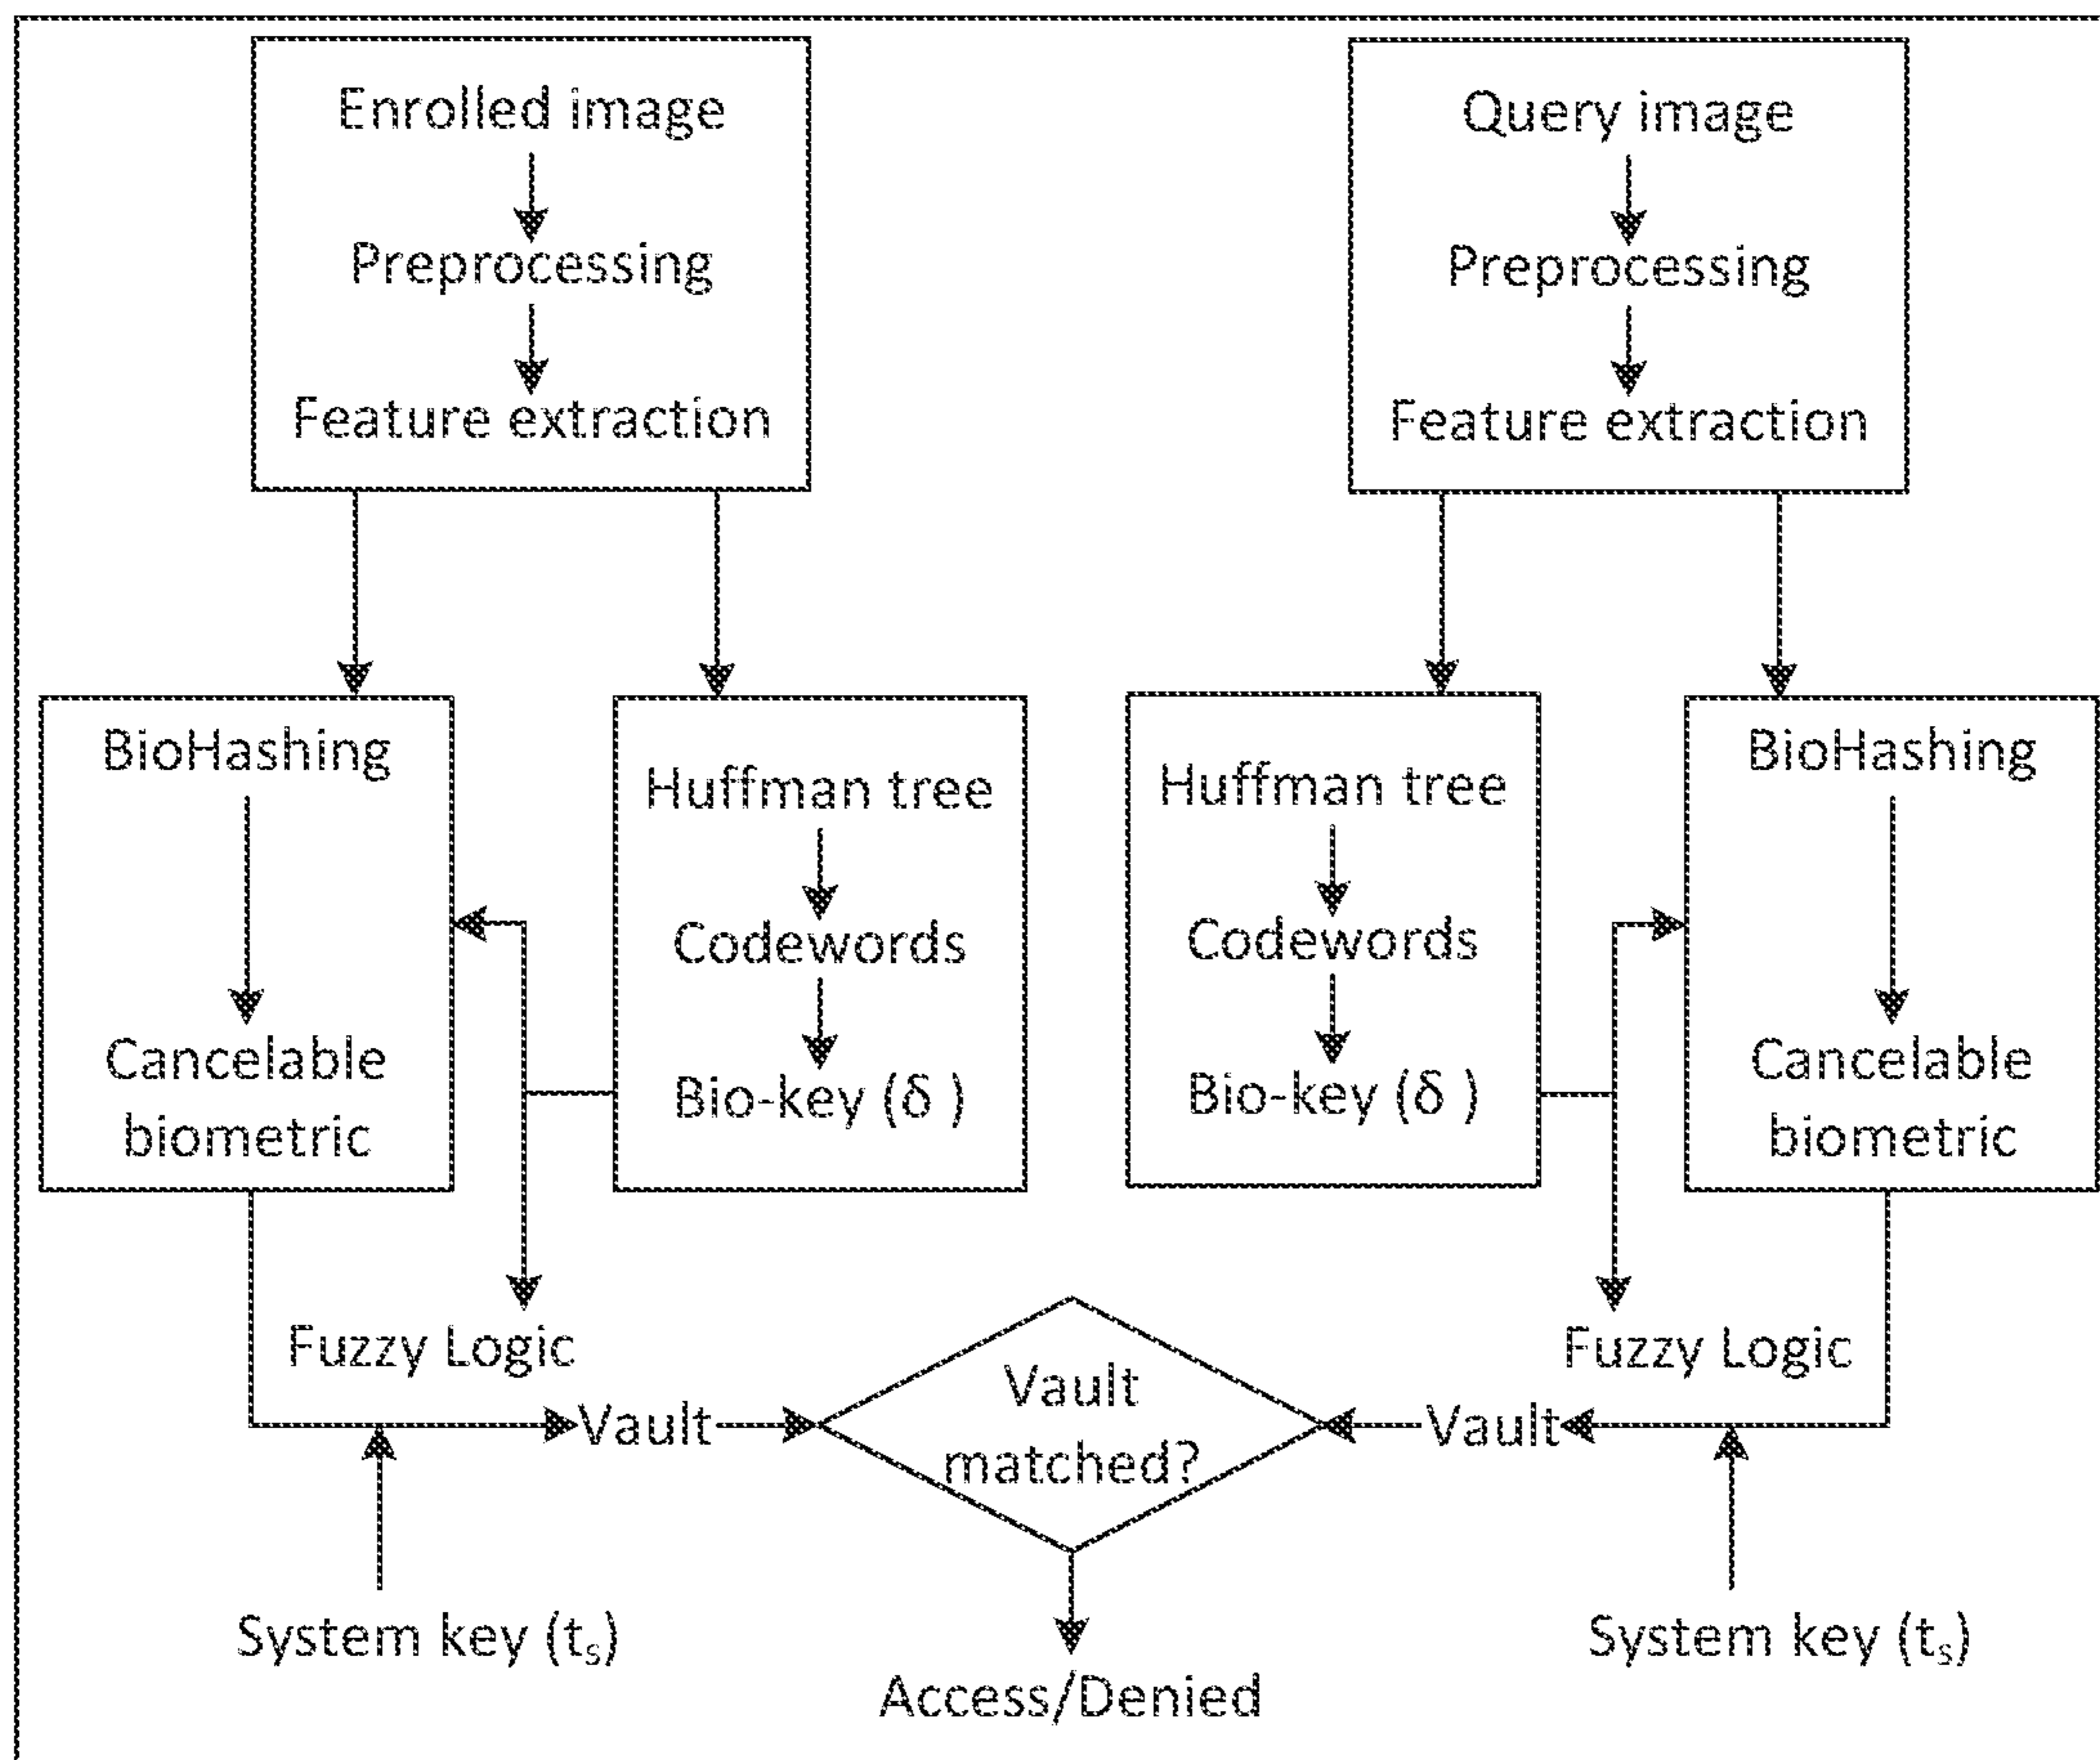 Enrolled image
Preprocessing
Feature extraction
Query image
Preprocessing
Feature extraction
BioHashing
Cancelable
biometric
Huffman tree
Codewords
Bio-key (δ )
Huffman tree
Codewords
Bio-key (δ )
BioHashing
Cancelable
biometric
Fuzzy Logic
Vault
Vault
matched?
Fuzzy Logic
Vault
System key (tₛ)
System key (tₛ)
Access/Denied